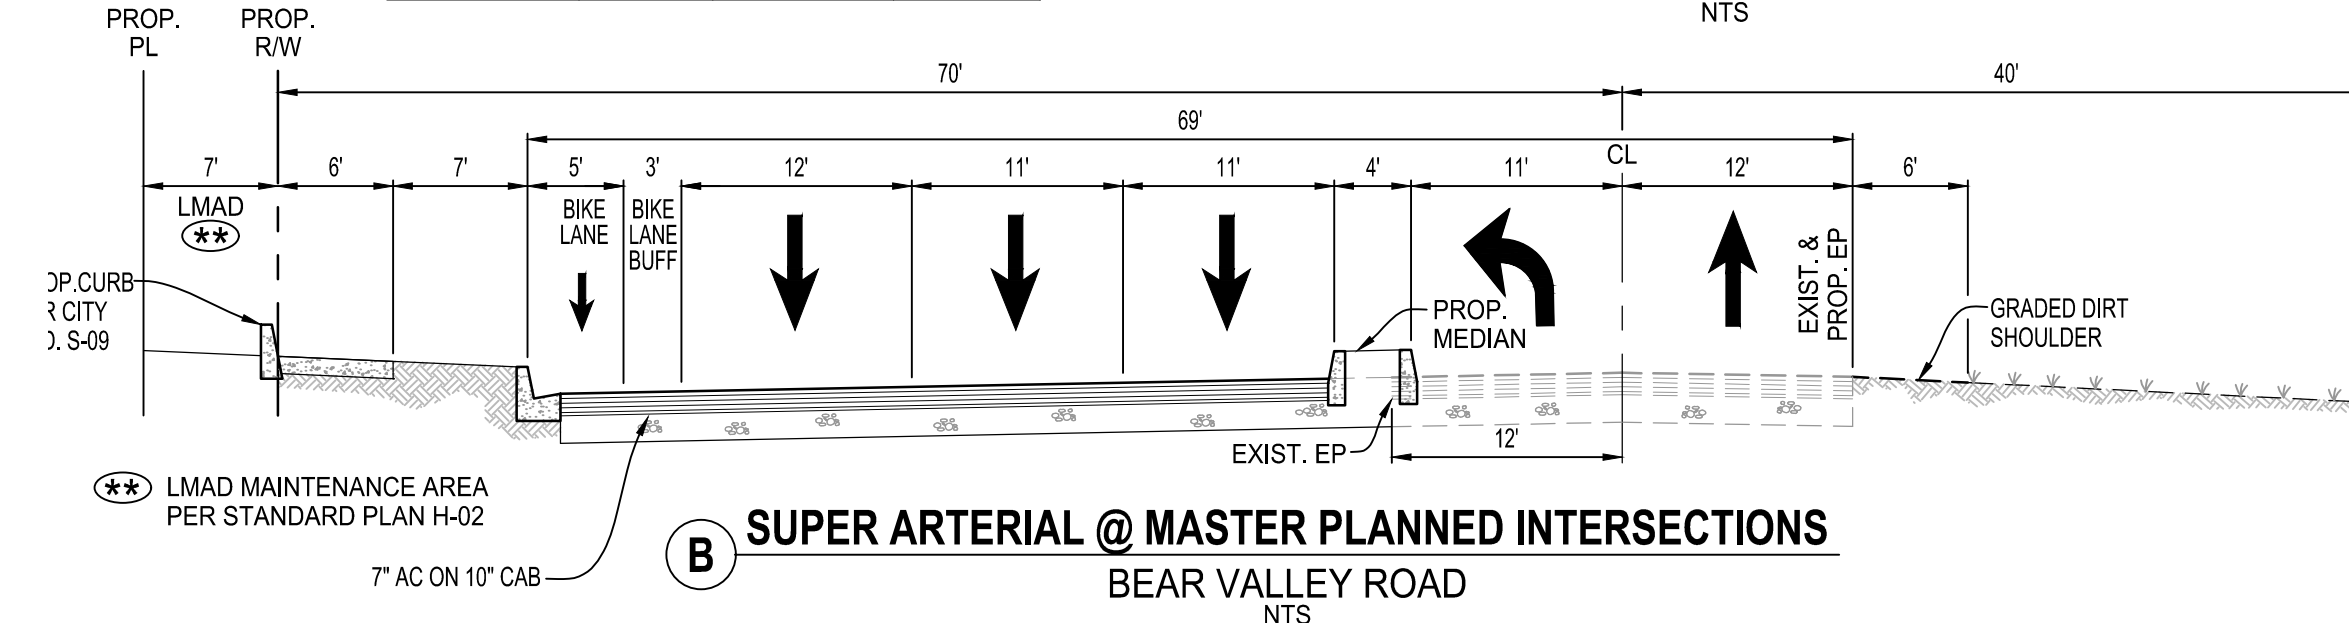 PROP.
PL
PROP.
R/W
NTS
70'
40'
69'
7'
6'
7'
5'
3'
12'
11'
11'
4'
11'
CL
12'
6'
LMAD
**
BIKE
LANE
BIKE
LANE
BUFF
EXIST. &
PROP. EP
OP.CURB
R CITY
D. S-09
PROP.
MEDIAN
GRADED DIRT
SHOULDER
EXIST. EP
12'
** LMAD MAINTENANCE AREA
PER STANDARD PLAN H-02
7" AC ON 10" CAB
B SUPER ARTERIAL @ MASTER PLANNED INTERSECTIONS
BEAR VALLEY ROAD
NTS